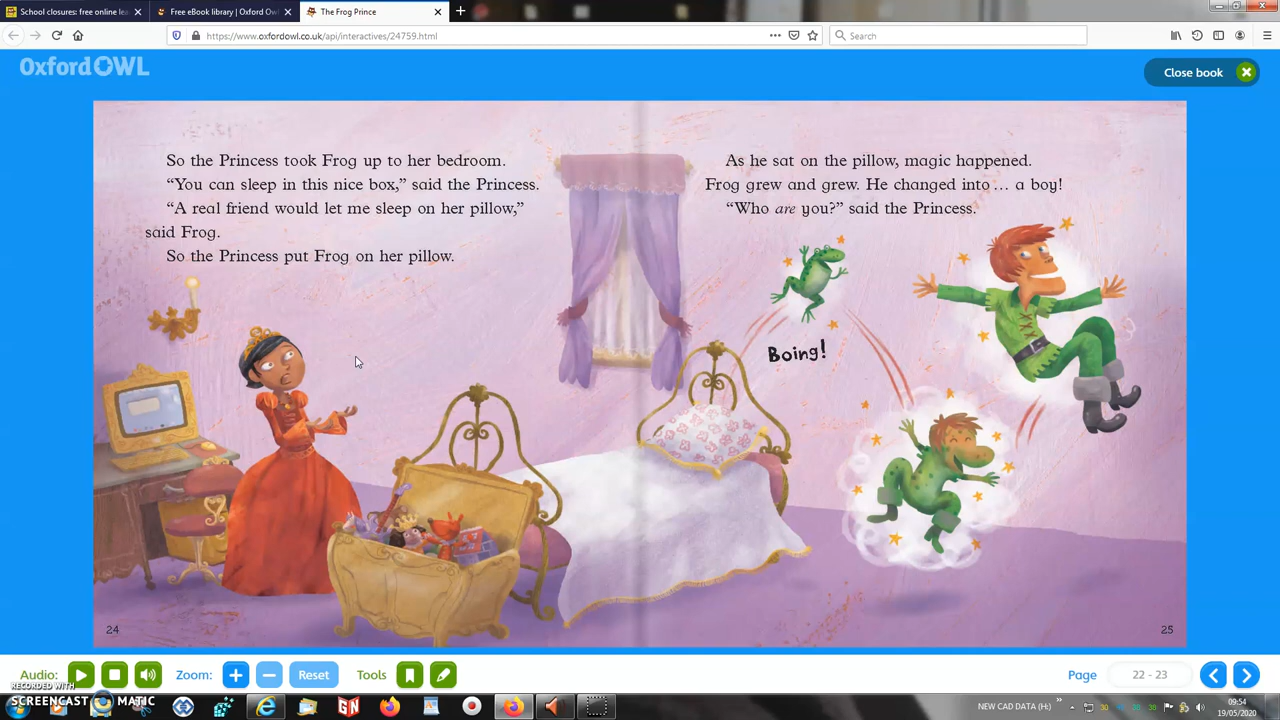 School closures: free online lea
Free eBook library | Oxford Ow
The Frog Prince
https://www.oxfordowl.co.uk/api/interactives/24759.html
Search
Oxford OWL
Close book
So the Princess took Frog up to her bedroom.
“You can sleep in this nice box,” said the Princess.
“A real friend would let me sleep on her pillow,”
said Frog.
So the Princess put Frog on her pillow.
As he sat on the pillow, magic happened.
Frog grew and grew. He changed into ... a boy!
“Who are you?” said the Princess.
Boing!
24
25
Audio:
Zoom:
Reset
Tools
Page
22 - 23
RECORDED WITH
SCREENCAST MATIC
NEW CAD DATA (H:)
09:54
19/05/2020